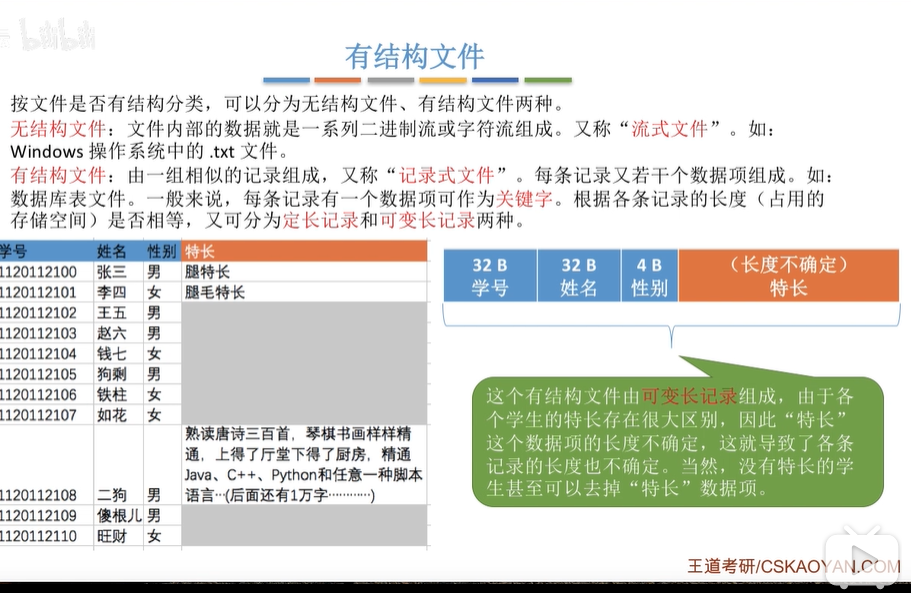 bilibili
有结构文件
按文件是否有结构分类，可以分为无结构文件、有结构文件两种。
无结构文件：文件内部的数据就是一系列二进制流或字符流组成。又称“流式文件”。如：
Windows 操作系统中的 .txt 文件。
有结构文件：由一组相似的记录组成，又称“记录式文件”。每条记录又若干个数据项组成。如：
数据库表文件。一般来说，每条记录有一个数据项可作为关键字。根据各条记录的长度（占用的
存储空间）是否相等，又可分为定长记录和可变长记录两种。
学号 姓名 性别 特长
1120112100 张三 男 腿特长
1120112101 李四 女 腿毛特长
1120112102 王五 男
1120112103 赵六 男
1120112104 钱七 女
1120112105 狗剩 男
1120112106 铁柱 女
1120112107 如花 女
熟读唐诗三百首，琴棋书画样样精
通，上得了厅堂下得了厨房，精通
Java、C++、Python和任意一种脚本
1120112108 二狗 男 语言…(后面还有1万字…………)
1120112109 傻根儿 男
1120112110 旺财 女
32 B 32 B 4 B （长度不确定）
学号 姓名 性别 特长
这个有结构文件由可变长记录组成，由于各
个学生的特长存在很大区别，因此“特长”
这个数据项的长度不确定，这就导致了各条
记录的长度也不确定。当然，没有特长的学
生甚至可以去掉“特长”数据项。
王道考研/CSKAOYAN.COM